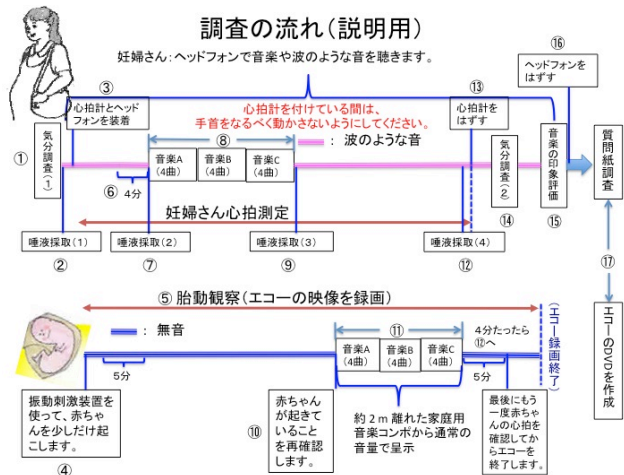 調査の流れ(説明用)
妊婦さん:ヘッドフォンで音楽や波のような音を聴きます。
⑯
ヘッドフォンを
はずす
③
心拍計とヘッド
フォンを装着
心拍計を付けている間は、
手首をなるべく動かさないようにしてください。
⑬
心拍計を
はずす
①
気分調査(1)
⑧
:波のような音
音楽A
(4曲)
音楽B
(4曲)
音楽C
(4曲)
⑥ 4分
気分調査(2)
⑭
音楽の印象評価
⑮
質問紙調査
妊婦さん心拍測定
唾液採取(1)
②
唾液採取(2)
⑦
唾液採取(3)
⑨
唾液採取(4)
⑫
⑰
⑤ 胎動観察(エコーの映像を録画)
:無音
⑪
音楽A
(4曲)
音楽B
(4曲)
音楽C
(4曲)
4分たったら
⑫へ
(エコー録画終了)
エコーのDVDを作成
5分
5分
振動刺激装置を
使って、赤ちゃ
んを少しだけ起
こします。
④
⑩
赤ちゃん
が起きて
いること
を再確認
します。
約2m離れた家庭用
音楽コンポから通常の
音量で呈示
最後にもう
一度赤ちゃ
んの心拍を
確認してか
らエコーを
終了します。